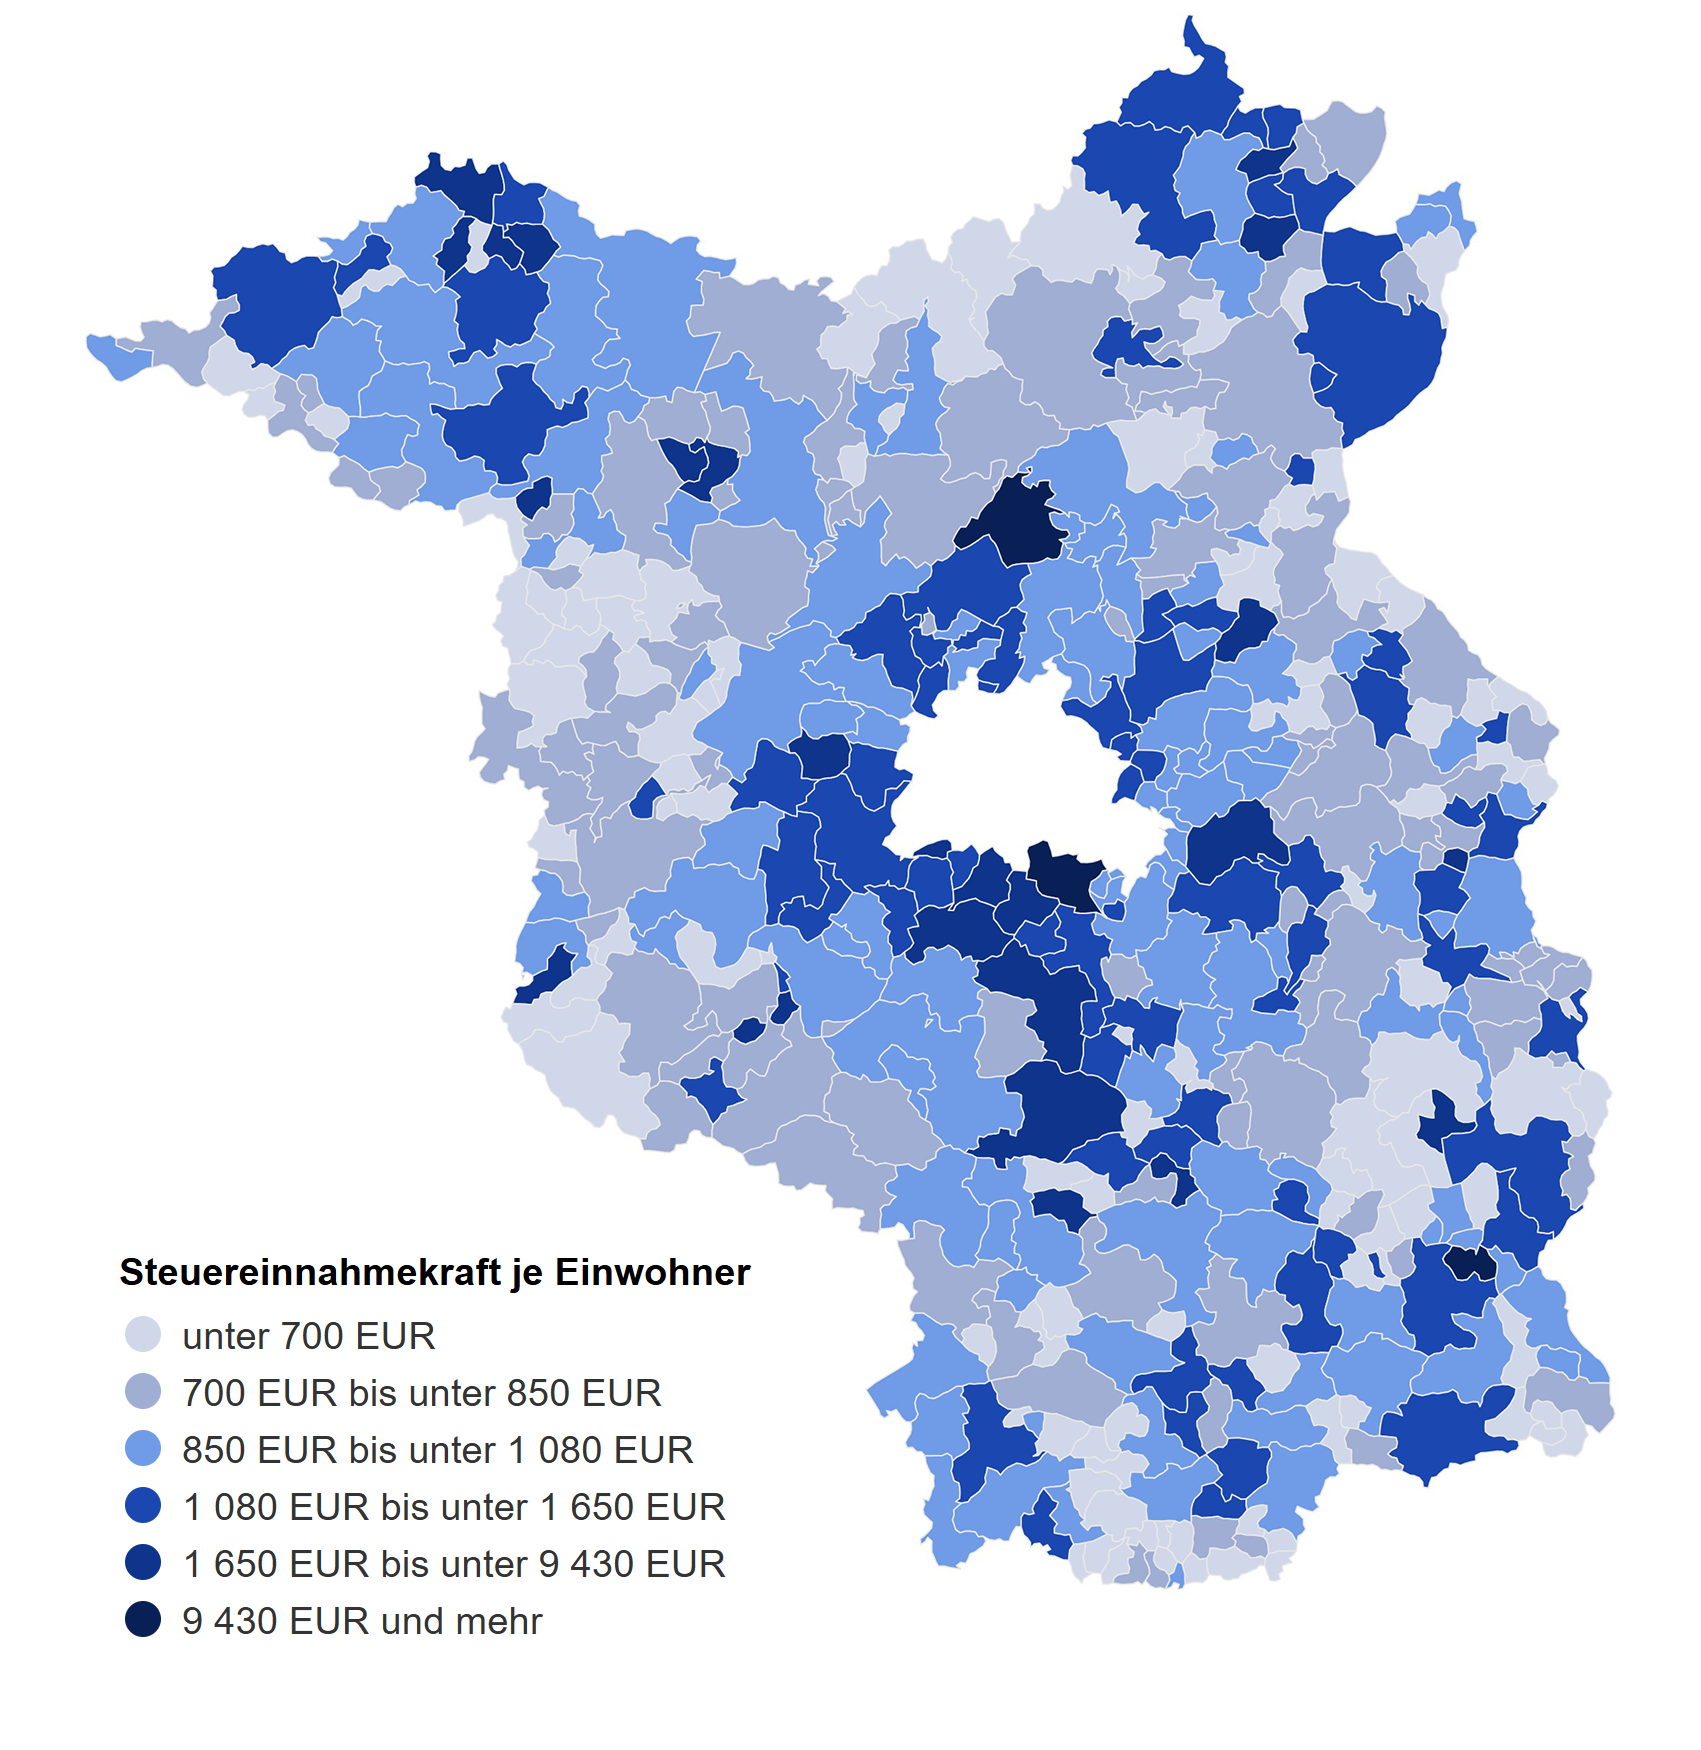 Steuereinnahmekraft je Einwohner
unter 700 EUR
700 EUR bis unter 850 EUR
850 EUR bis unter 1 080 EUR
1 080 EUR bis unter 1 650 EUR
1 650 EUR bis unter 9 430 EUR
9 430 EUR und mehr